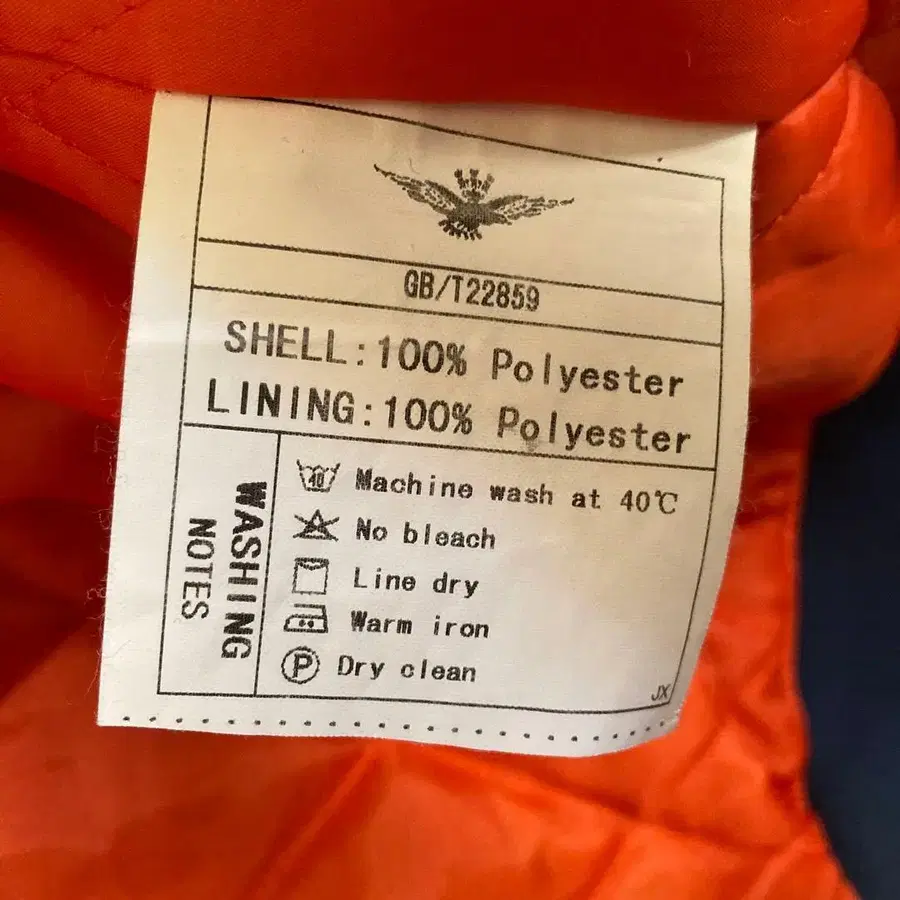 GB/T22859
SHELL:100% Polyester
LINING:100% Polyester
WASHING
NOTES
40 Machine wash at 40℃
No bleach
Line dry
Warm iron
P Dry clean
JX